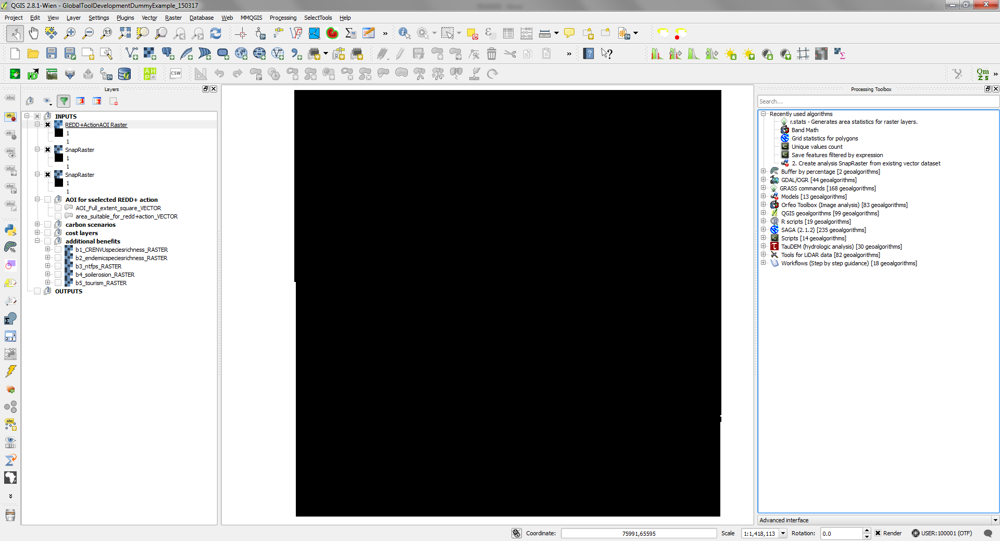 QGIS 2.8.1-Wien - GlobalToolDevelopmentDummyExample_150317
Project Edit View Layer Settings Plugins Vector Raster Database Web MMQGIS Processing SelectTools Help
Layers
INPUTS
REDD+ActionAOI Raster
1
1
SnapRaster
1
1
SnapRaster
1
1
AOI for sselected REDD+ action
AOI_Full_extent_square_VECTOR
area_suitable_for_redd+action_VECTOR
carbon scenarios
cost layers
additional benefits
b1_CRENVUspeciesrichness_RASTER
b2_endemicspeciesrichness_RASTER
b3_ntfps_RASTER
b4_soilerosion_RASTER
b5_tourism_RASTER
OUTPUTS
Processing Toolbox
Search...
Recently used algorithms
r.stats - Generates area statistics for raster layers.
Band Math
Grid statistics for polygons
Unique values count
Save features filtered by expression
2. Create analysis SnapRaster from existing vector dataset
Buffer by percentage [2 geoalgorithms]
GDAL/OGR [44 geoalgorithms]
GRASS commands [168 geoalgorithms]
Models [13 geoalgorithms]
Orfeo Toolbox (Image analysis) [83 geoalgorithms]
QGIS geoalgorithms [99 geoalgorithms]
R scripts [19 geoalgorithms]
SAGA (2.1.2) [235 geoalgorithms]
Scripts [14 geoalgorithms]
TauDEM (hydrologic analysis) [30 geoalgorithms]
Tools for LiDAR data [82 geoalgorithms]
Workflows (Step by step guidance) [18 geoalgorithms]
Advanced interface
Coordinate: 75991,65595 Scale 1:1,418,113 Rotation: 0.0 Render USER:100001 (OTF)